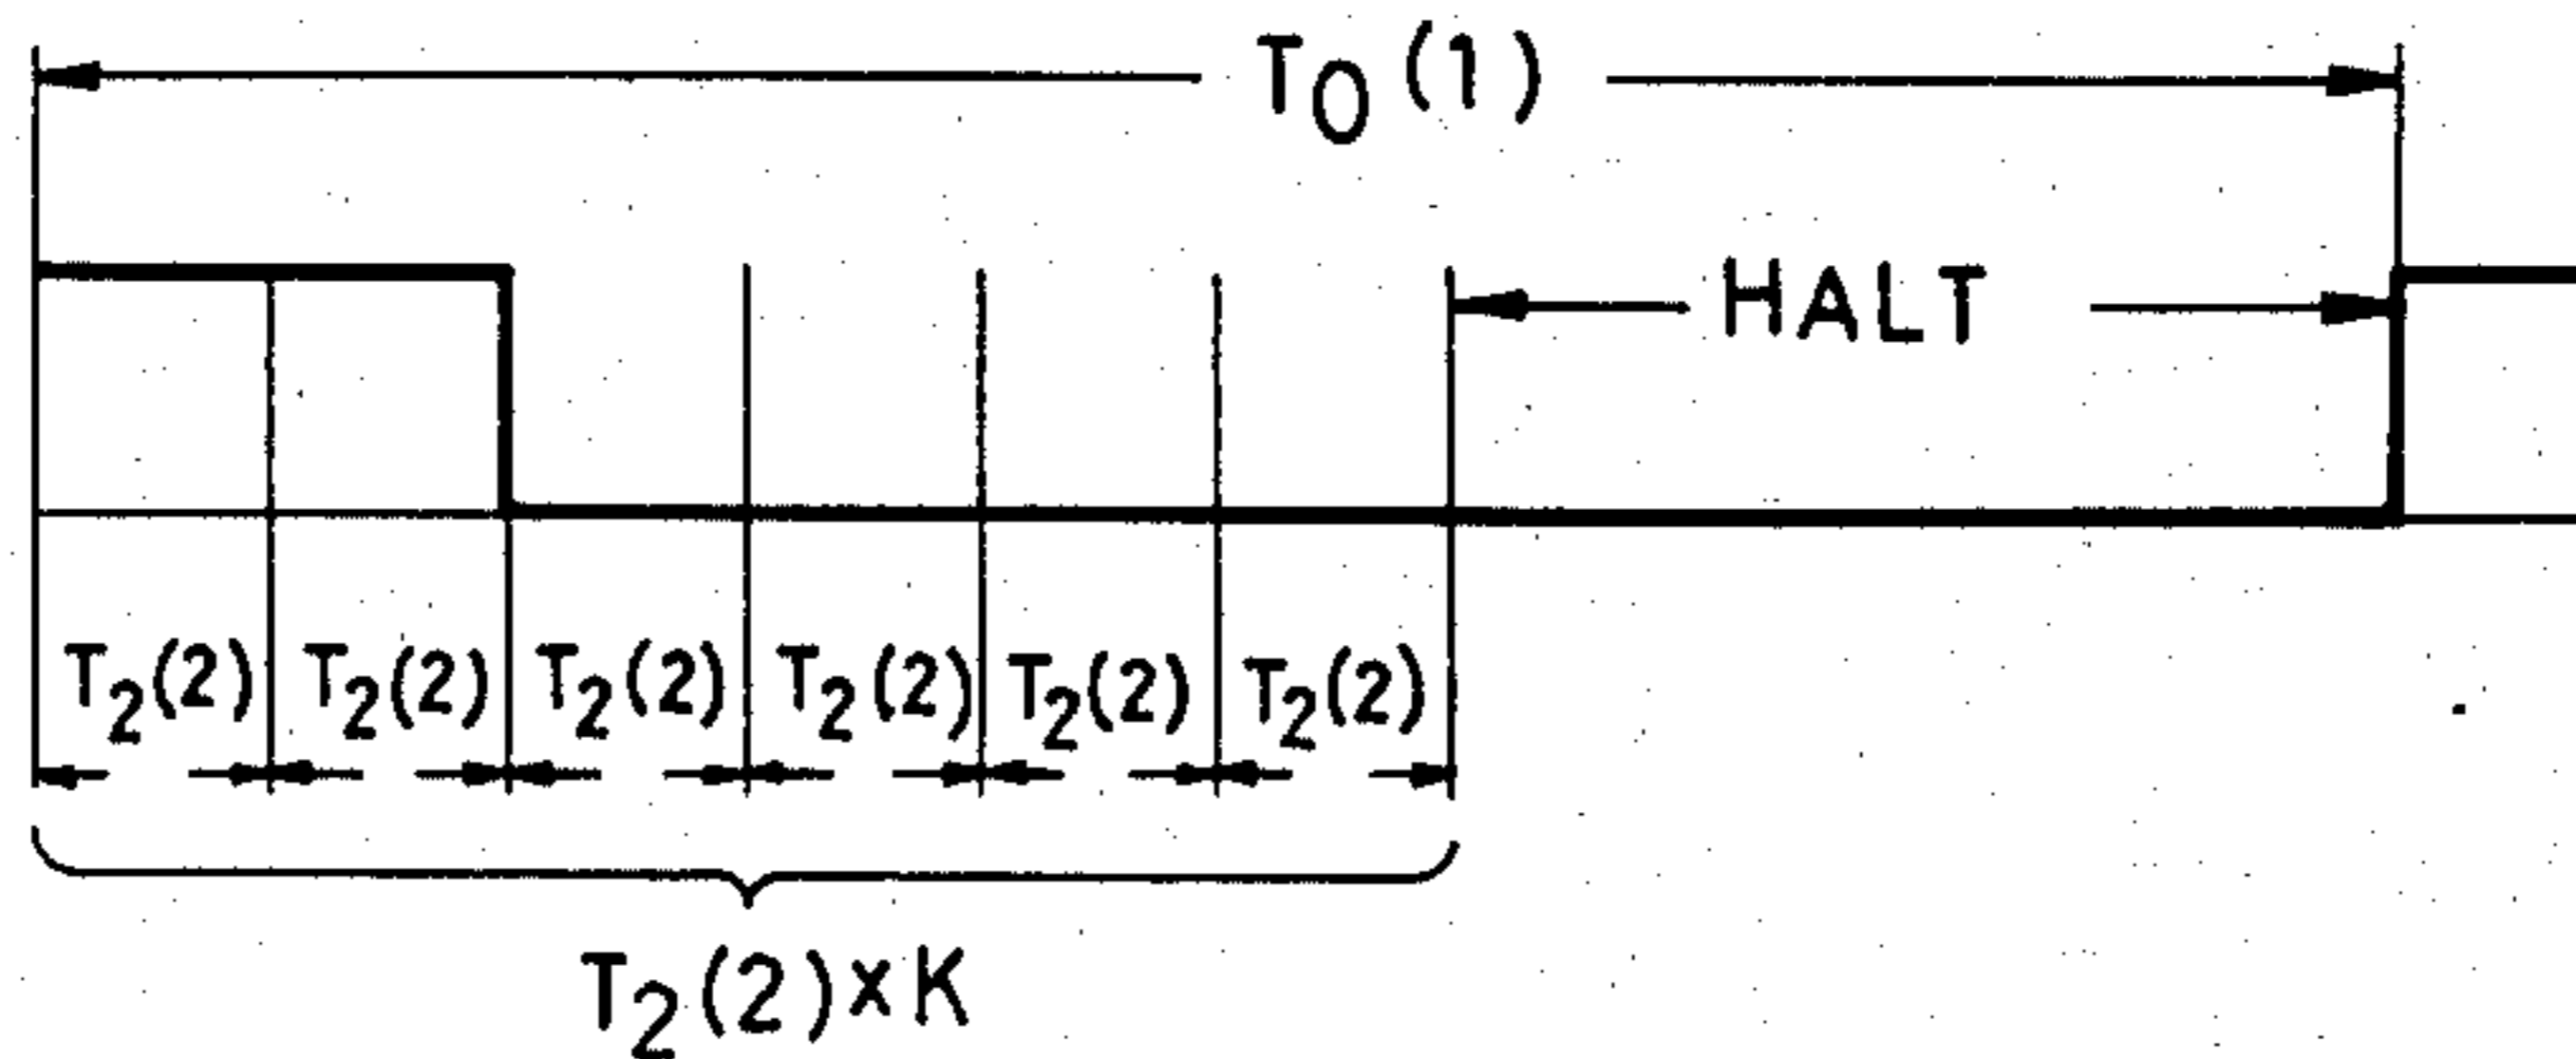 T₀(1)
HALT
T₂(2) T₂(2) T₂(2) T₂(2) T₂(2) T₂(2)
T₂(2)xK